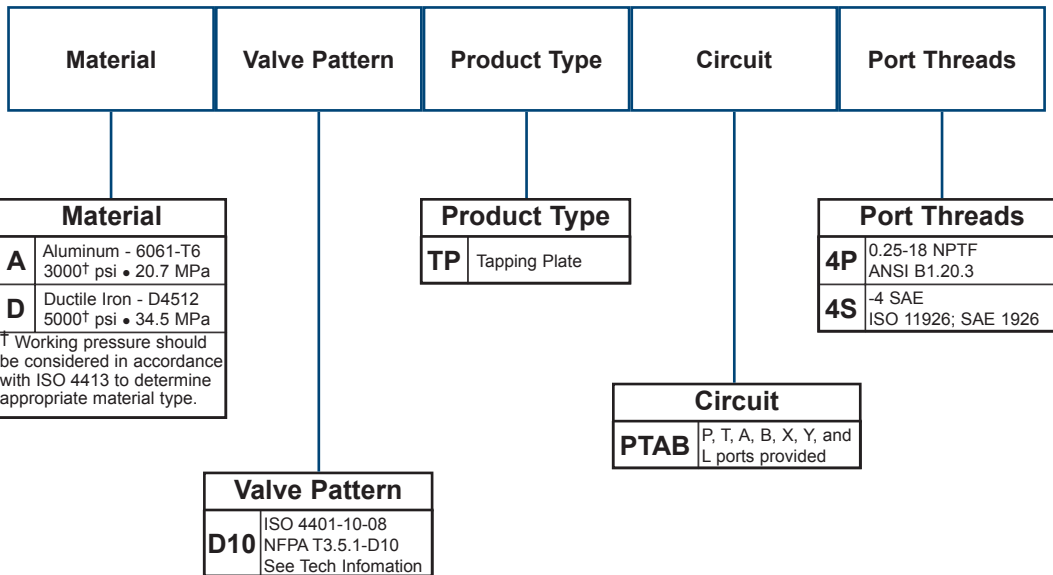 Material
Valve Pattern
Product Type
Circuit
Port Threads
Material
A
Aluminum - 6061-T6
3000† psi • 20.7 MPa
D
Ductile Iron - D4512
5000† psi • 34.5 MPa
† Working pressure should
be considered in accordance
with ISO 4413 to determine
appropriate material type.
Product Type
TP
Tapping Plate
Port Threads
4P
0.25-18 NPTF
ANSI B1.20.3
4S
-4 SAE
ISO 11926; SAE 1926
Circuit
PTAB
P, T, A, B, X, Y, and
L ports provided
Valve Pattern
D10
ISO 4401-10-08
NFPA T3.5.1-D10
See Tech Infomation